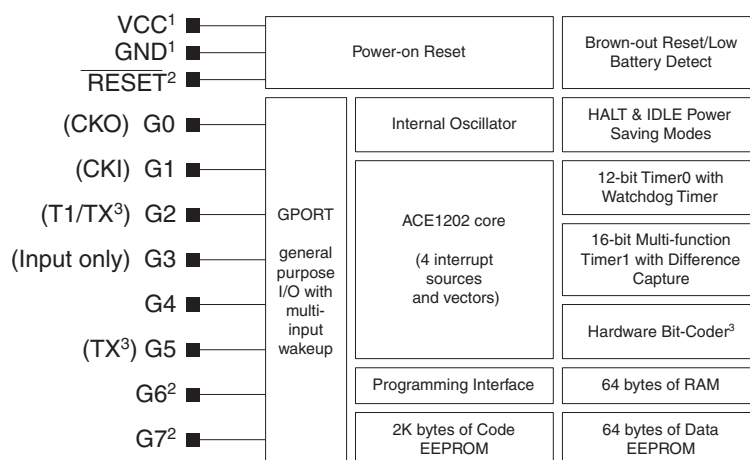 VCC¹
GND¹
RESET²
(CKO) G0
(CKI) G1
(T1/TX³) G2
(Input only) G3
G4
(TX³) G5
G6²
G7²
Power-on Reset
Brown-out Reset/Low
Battery Detect
GPORT
general
purpose
I/O with
multi-
input
wakeup
Internal Oscillator
HALT & IDLE Power
Saving Modes
ACE1202 core
(4 interrupt
sources
and vectors)
12-bit Timer0 with
Watchdog Timer
16-bit Multi-function
Timer1 with Difference
Capture
Hardware Bit-Coder³
Programming Interface
64 bytes of RAM
2K bytes of Code
EEPROM
64 bytes of Data
EEPROM